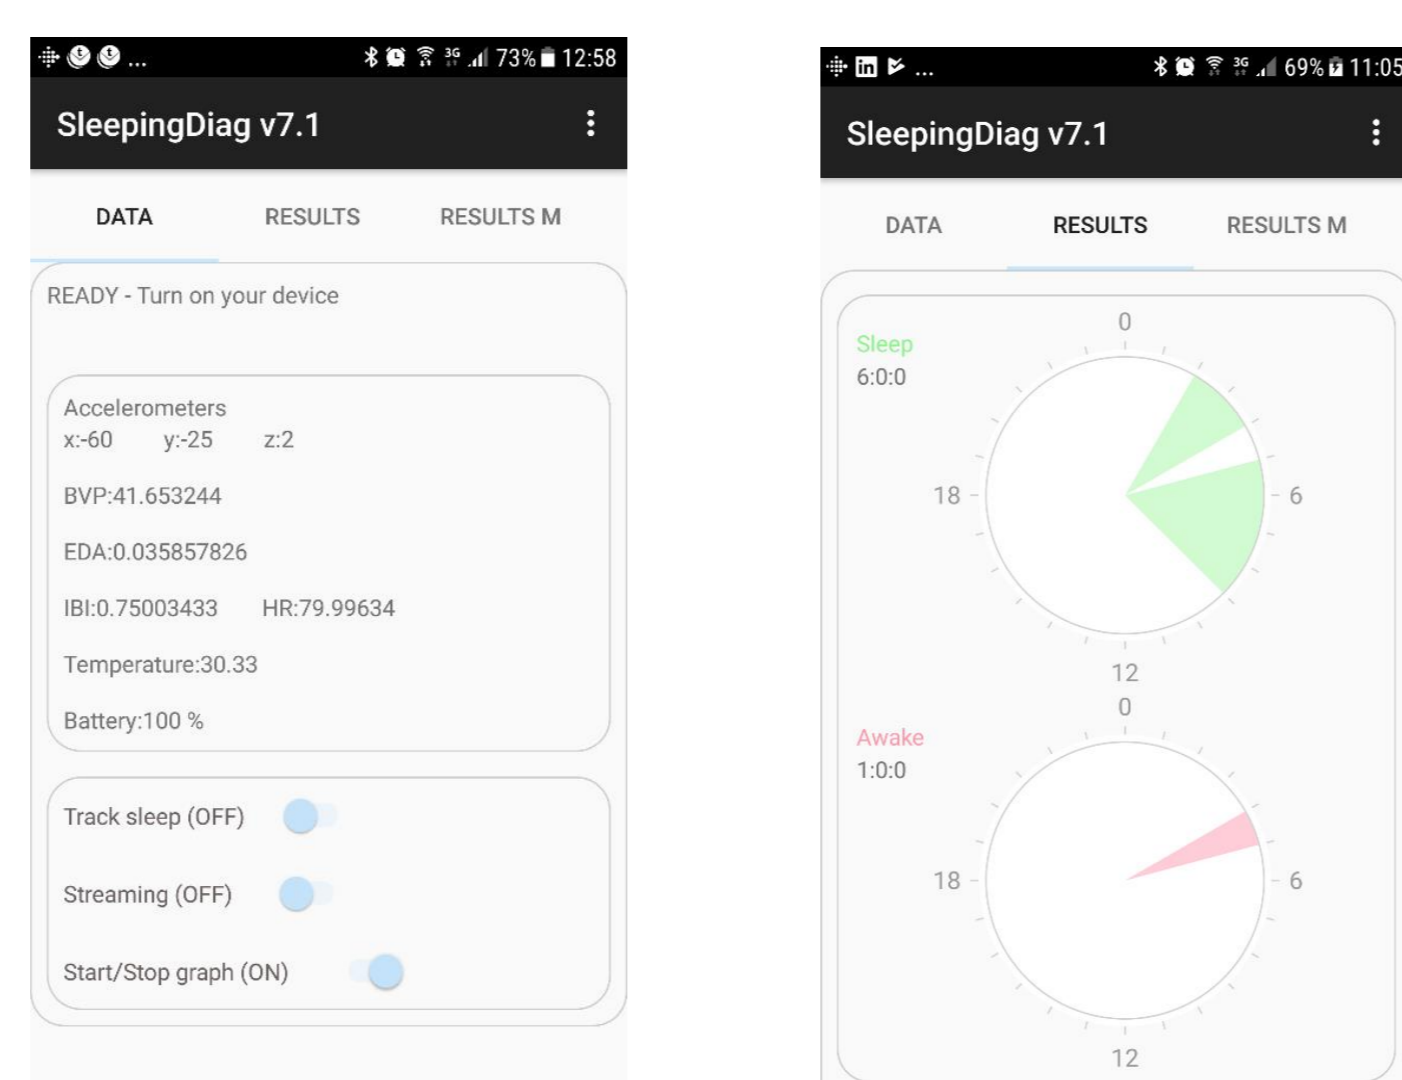 ... 3G 73% 12:58
SleepingDiag v7.1
DATA RESULTS RESULTS M
READY - Turn on your device
Accelerometers
x:-60 y:-25 z:2
BVP:41.653244
EDA:0.035857826
IBI:0.75003433 HR:79.99634
Temperature:30.33
Battery:100 %
Track sleep (OFF)
Streaming (OFF)
Start/Stop graph (ON)
in ... 3G 69% 11:05
SleepingDiag v7.1
DATA RESULTS RESULTS M
0
Sleep
6:0:0
18 6
12
0
Awake
1:0:0
18 6
12